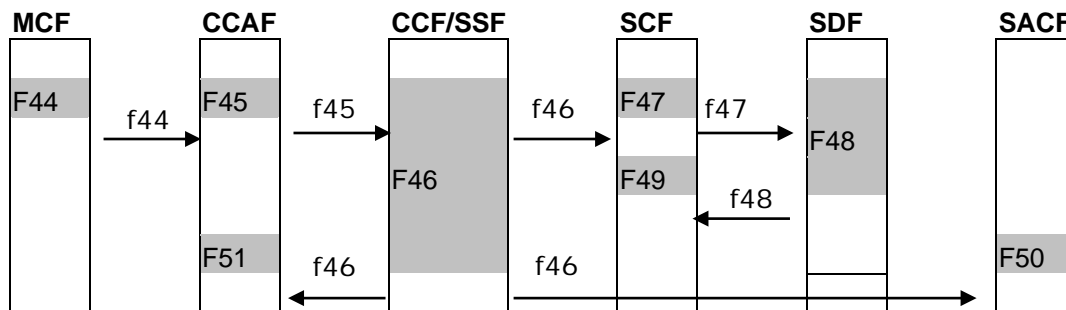 MCF CCAF CCF/SSF SCF SDF SACF
F44 F45 F47
f44 f45 f46 f47
F48
F46 F49
f48
F51 F50
f46 f46